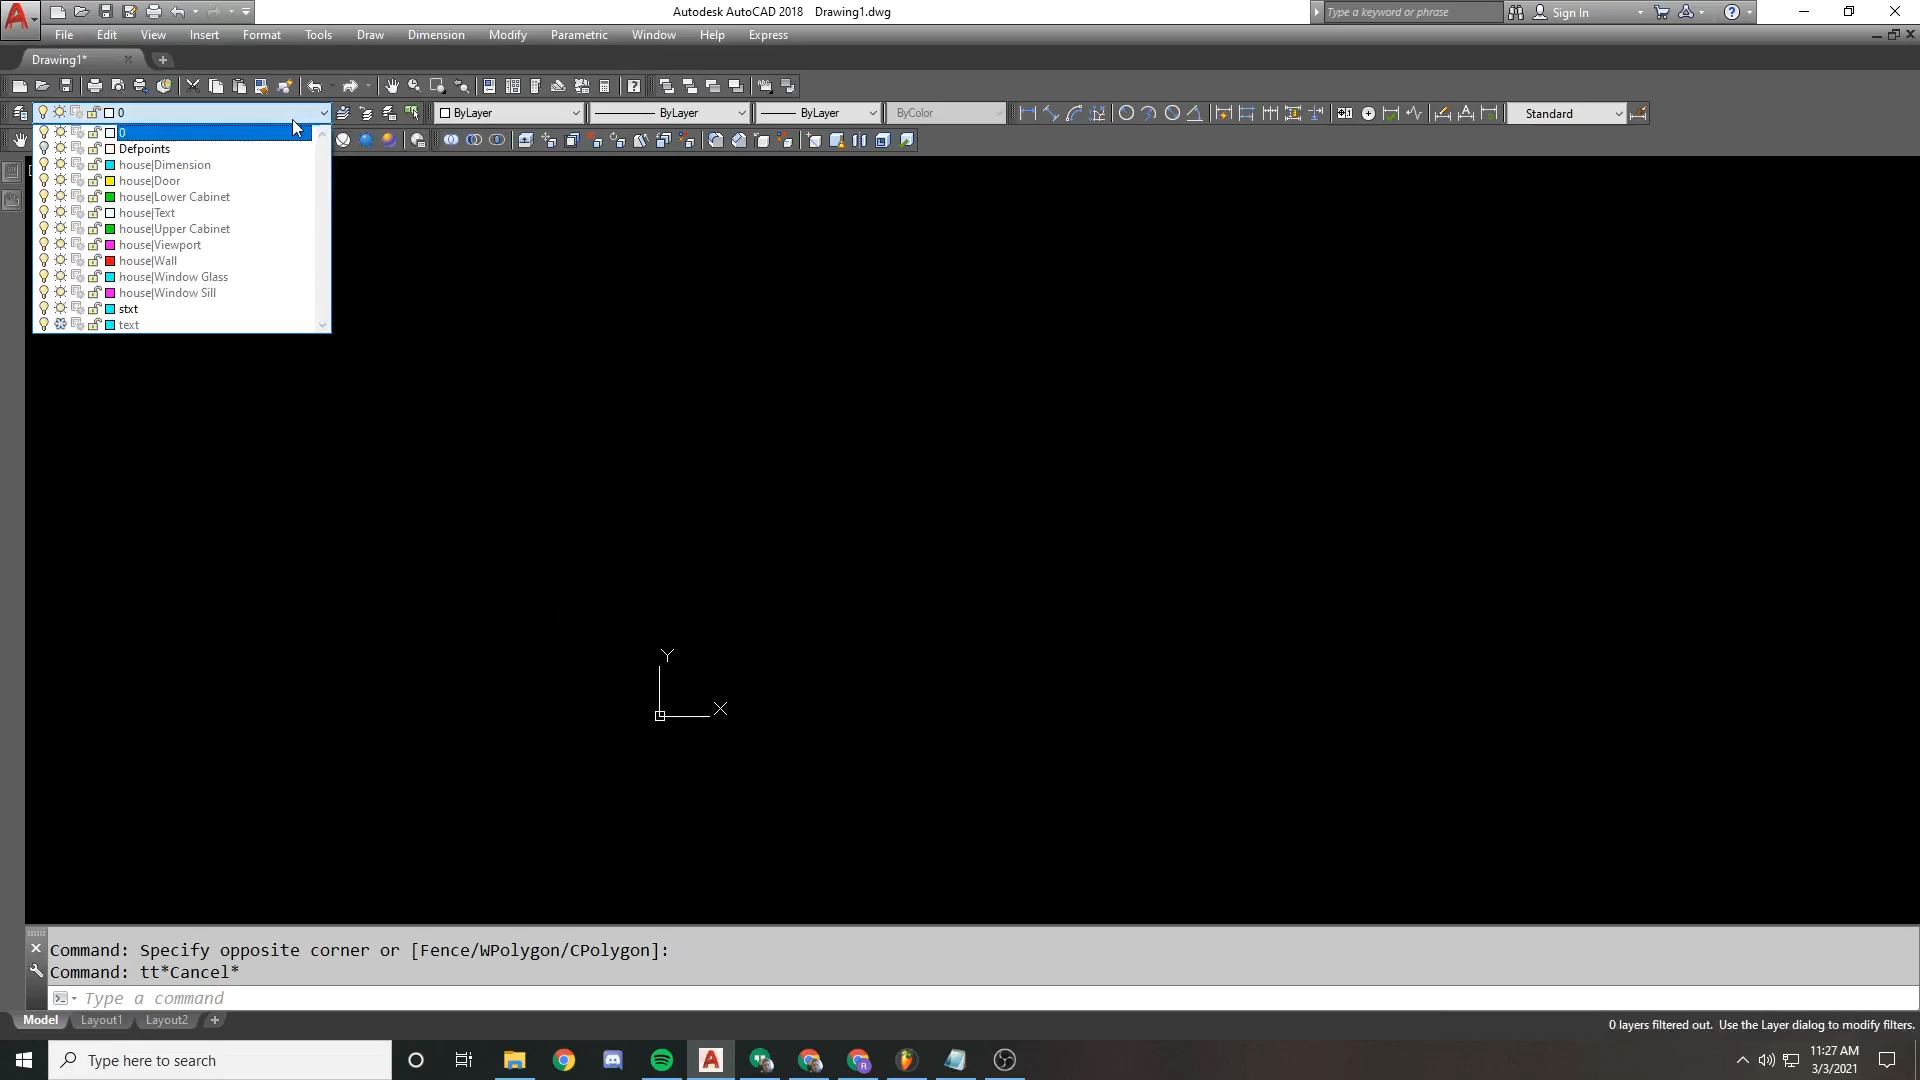 Autodesk AutoCAD 2018 Drawing1.dwg
Type a keyword or phrase
Sign In
File Edit View Insert Format Tools Draw Dimension Modify Parametric Window Help Express
Drawing1*
0
ByLayer
ByLayer
ByLayer
ByColor
Standard
0
Defpoints
house|Dimension
house|Door
house|Lower Cabinet
house|Text
house|Upper Cabinet
house|Viewport
house|Wall
house|Window Glass
house|Window Sill
stxt
text
Y
X
Command: Specify opposite corner or [Fence/WPolygon/CPolygon]:
Command: tt*Cancel*
Type a command
Model Layout1 Layout2
0 layers filtered out. Use the Layer dialog to modify filters.
Type here to search
11:27 AM
3/3/2021